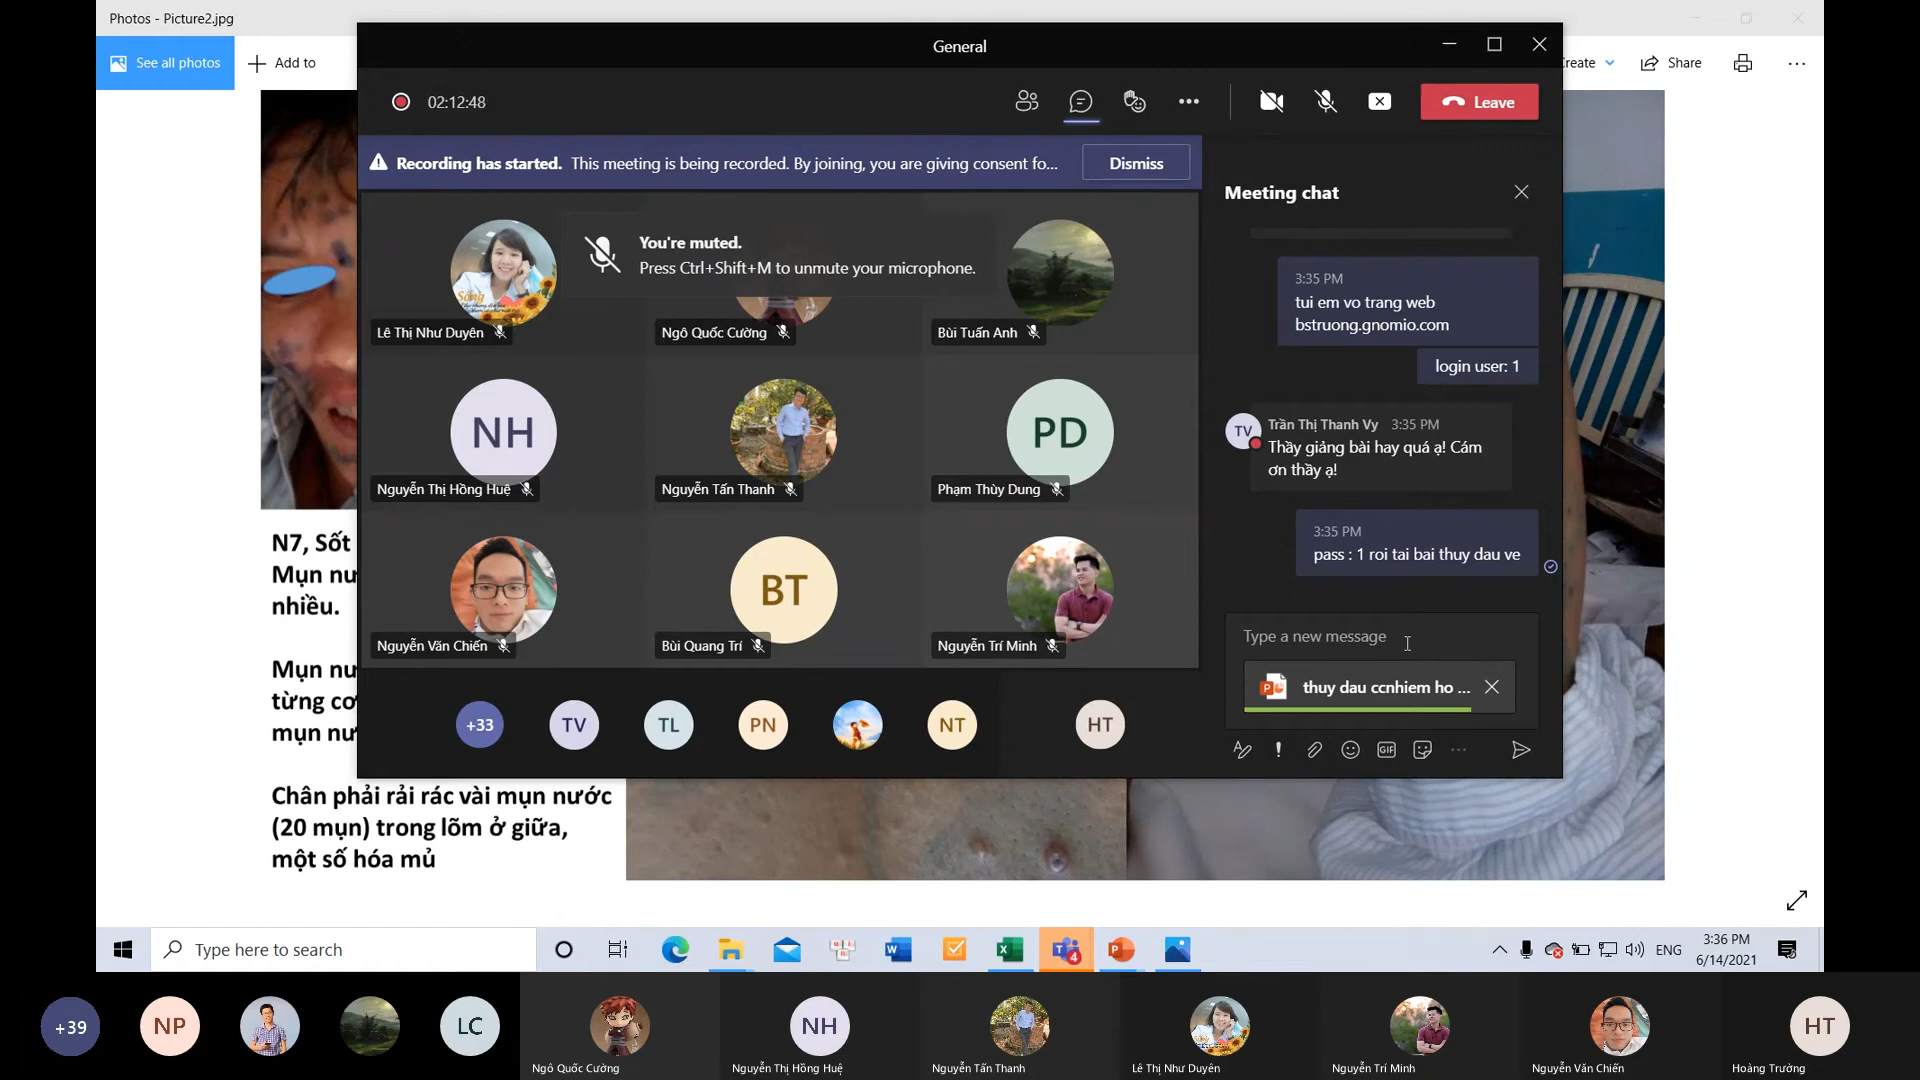 Photos - Picture2.jpg
See all photos
Add to
Create
Share
General
02:12:48
Leave
Recording has started. This meeting is being recorded. By joining, you are giving consent fo...
Dismiss
You're muted.
Press Ctrl+Shift+M to unmute your microphone.
Sống
Lê Thị Như Duyên
Ngô Quốc Cường
Bùi Tuấn Anh
NH
PD
Nguyễn Thị Hồng Huệ
Nguyễn Tấn Thanh
Phạm Thùy Dung
BT
Nguyễn Văn Chiến
Bùi Quang Trí
Nguyễn Trí Minh
+33
TV
TL
PN
NT
HT
Meeting chat
3:35 PM
tui em vo trang web
bstruong.gnomio.com
login user: 1
TV
Trần Thị Thanh Vy 3:35 PM
Thầy giảng bài hay quá ạ! Cám
ơn thầy ạ!
3:35 PM
pass : 1 roi tai bai thuy dau ve
Type a new message
thuy dau ccnhiem ho ...
GIF
N7, Sốt
Mụn nư
nhiều.
Mụn nư
từng cơ
mụn nư
Chân phải rải rác vài mụn nước
(20 mụn) trong lõm ở giữa,
một số hóa mủ
Type here to search
4
ENG
3:36 PM
6/14/2021
+39
NP
LC
NH
HT
Ngô Quốc Cường
Nguyễn Thị Hồng Huệ
Nguyễn Tấn Thanh
Lê Thị Như Duyên
Nguyễn Trí Minh
Nguyễn Văn Chiến
Hoàng Trường